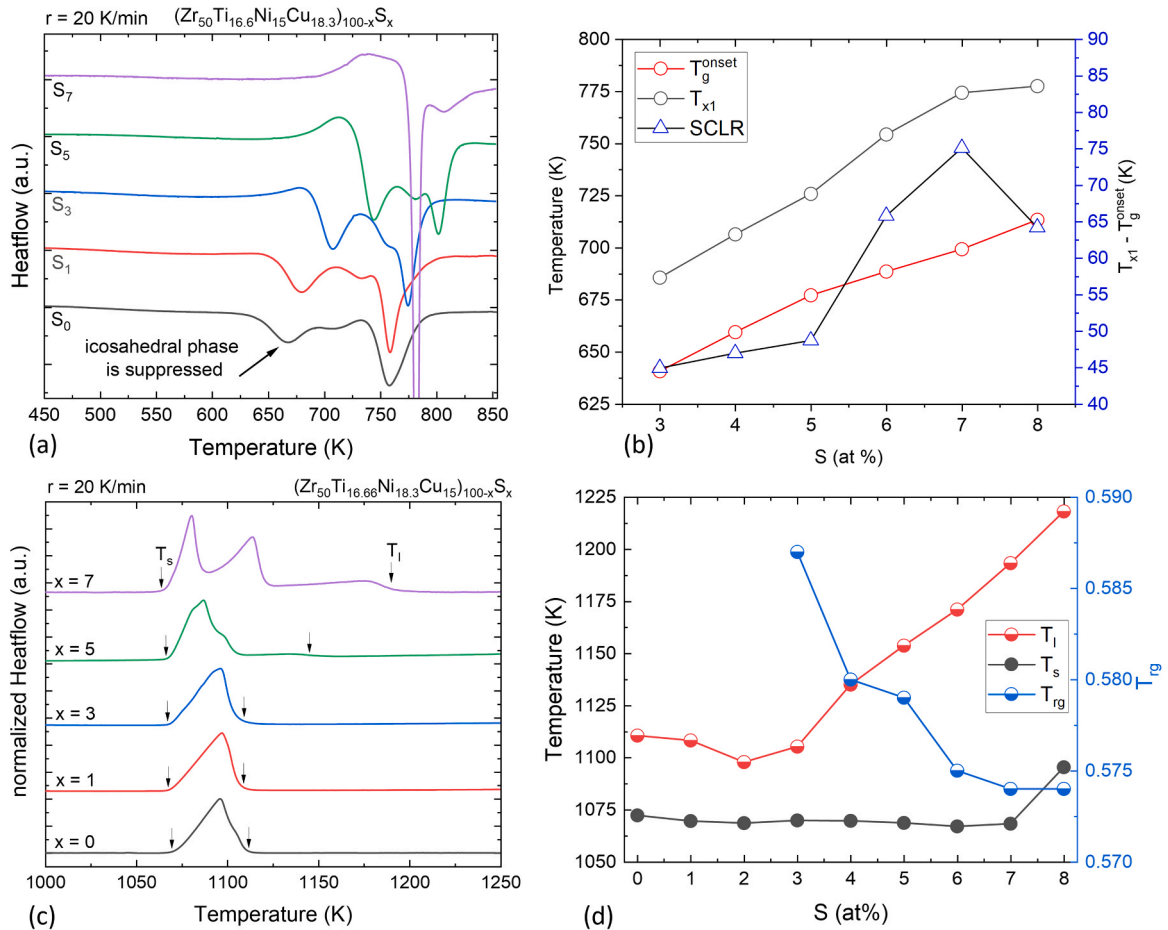 r = 20 K/min
(Zr50Ti16.6Ni15Cu18.3)100-xSx
Heatflow (a.u.)
S7
S5
S3
S1
S0
icosahedral phase
is suppressed
450 500 550 600 650 700 750 800 850
Temperature (K)
(a)
800
775
750
725
700
675
650
625
Temperature (K)
Tg onset
Tx1
SCLR
90
85
80
75
70
65
60
55
50
45
40
Tx1 - Tg onset (K)
3 4 5 6 7 8
S (at %)
(b)
r = 20 K/min
(Zr50Ti16.66Ni18.3Cu15)100-xSx
normalized Heatflow (a.u.)
Ts
Tl
x = 7
x = 5
x = 3
x = 1
x = 0
1000 1050 1100 1150 1200 1250
Temperature (K)
(c)
1225
1200
1175
1150
1125
1100
1075
1050
Temperature (K)
Tl
Ts
Trg
0.590
0.585
0.580
0.575
0.570
Trg
0 1 2 3 4 5 6 7 8
S (at%)
(d)